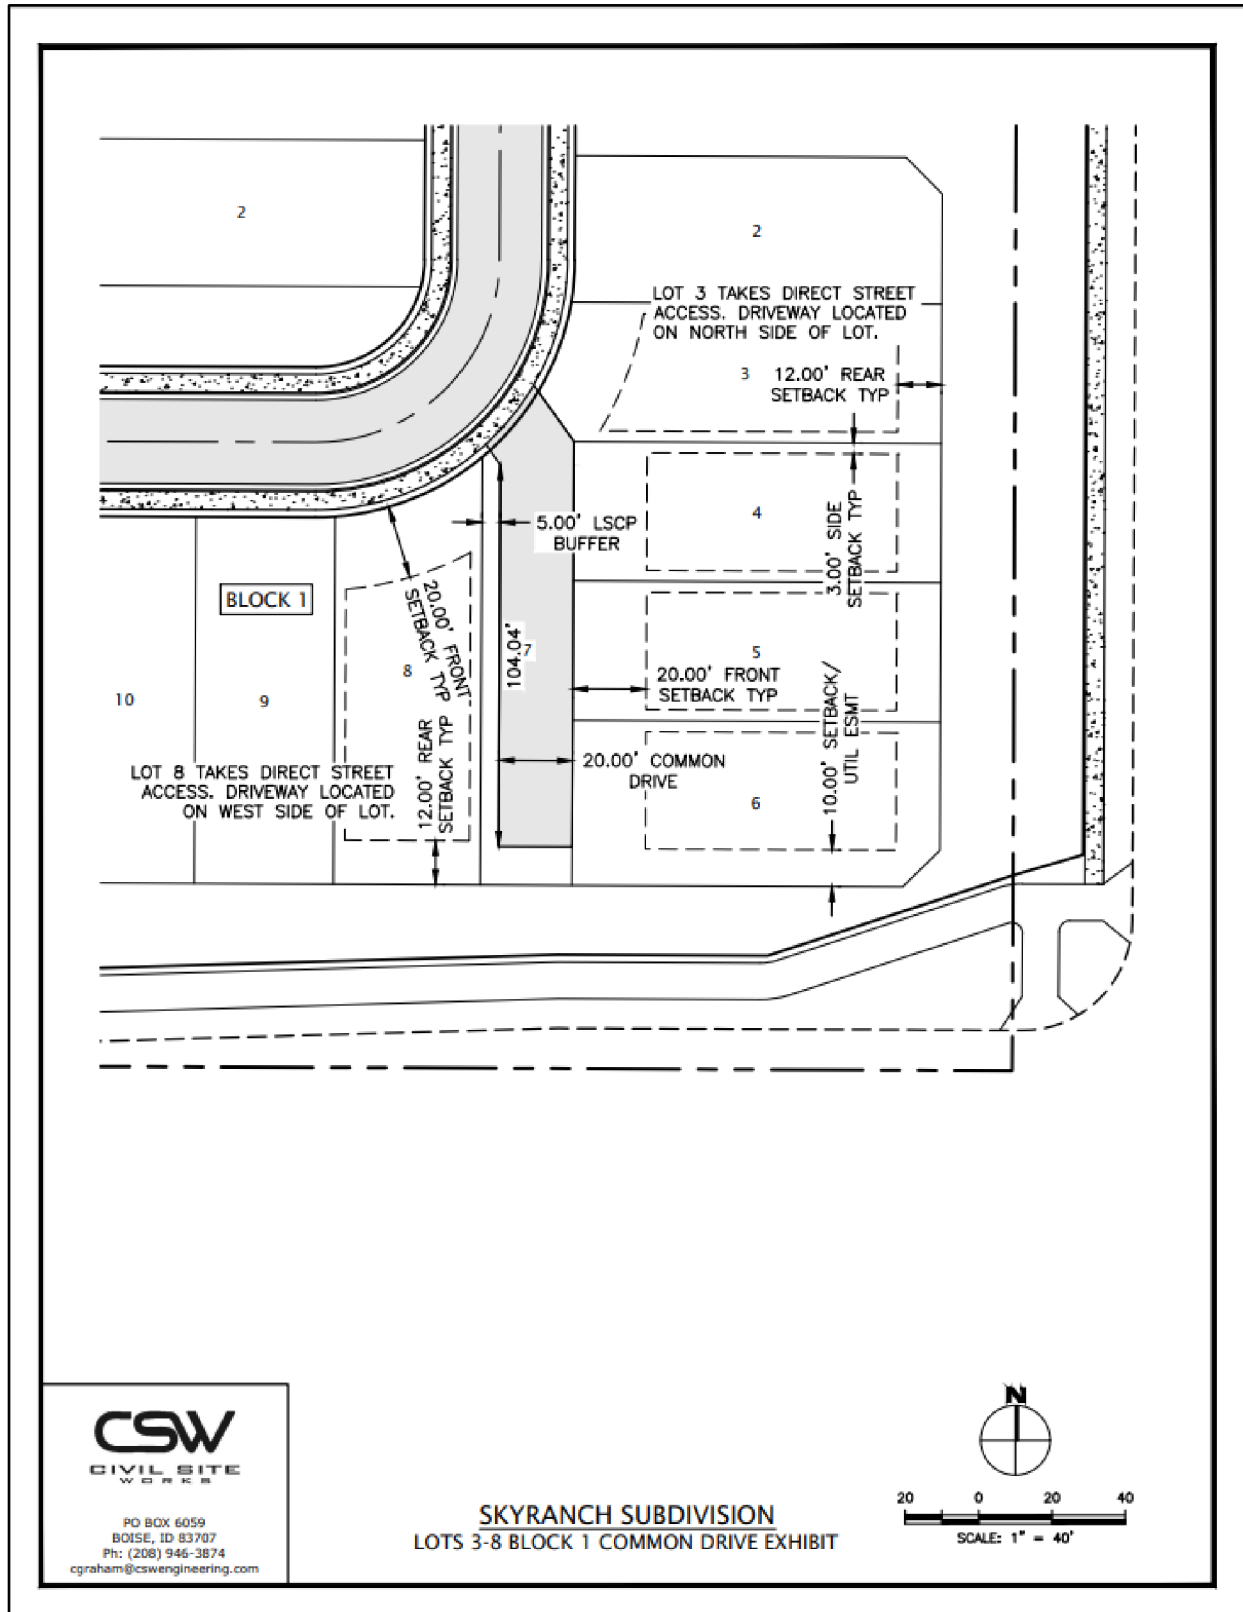 2
2
LOT 3 TAKES DIRECT STREET
ACCESS. DRIVEWAY LOCATED
ON NORTH SIDE OF LOT.
3
12.00' REAR
SETBACK TYP
4
3.00' SIDE
SETBACK TYP
5.00' LSCP
BUFFER
BLOCK 1
20.00' FRONT
SETBACK TYP
104.04'
7
8
5
20.00' FRONT
SETBACK TYP
10
9
10.00' SETBACK/
UTIL ESMT
12.00' REAR
SETBACK TYP
LOT 8 TAKES DIRECT STREET
ACCESS. DRIVEWAY LOCATED
ON WEST SIDE OF LOT.
20.00' COMMON
DRIVE
6
CSW
CIVIL SITE
WORKS
PO BOX 6059
BOISE, ID 83707
Ph: (208) 946-3874
cgraham@cswengineering.com
SKYRANCH SUBDIVISION
LOTS 3-8 BLOCK 1 COMMON DRIVE EXHIBIT
N
20 0 20 40
SCALE: 1" = 40'